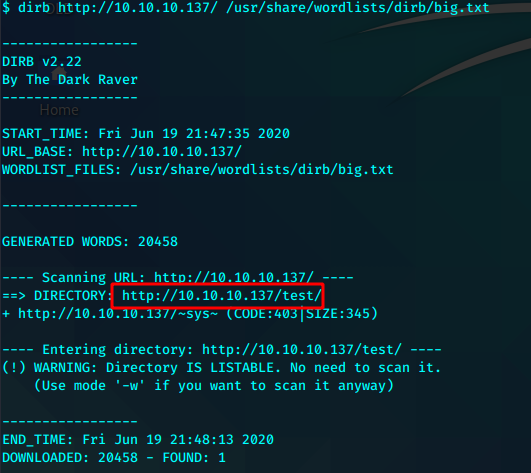 $ dirb http://10.10.10.137/ /usr/share/wordlists/dirb/big.txt
-----------------
DIRB v2.22
By The Dark Raver
-----------------
Home
START_TIME: Fri Jun 19 21:47:35 2020
URL_BASE: http://10.10.10.137/
WORDLIST_FILES: /usr/share/wordlists/dirb/big.txt
-----------------
GENERATED WORDS: 20458
---- Scanning URL: http://10.10.10.137/ ----
==> DIRECTORY: http://10.10.10.137/test/
+ http://10.10.10.137/~sys~ (CODE:403|SIZE:345)
---- Entering directory: http://10.10.10.137/test/ ----
(!) WARNING: Directory IS LISTABLE. No need to scan it.
(Use mode '-w' if you want to scan it anyway)
-----------------
END_TIME: Fri Jun 19 21:48:13 2020
DOWNLOADED: 20458 - FOUND: 1